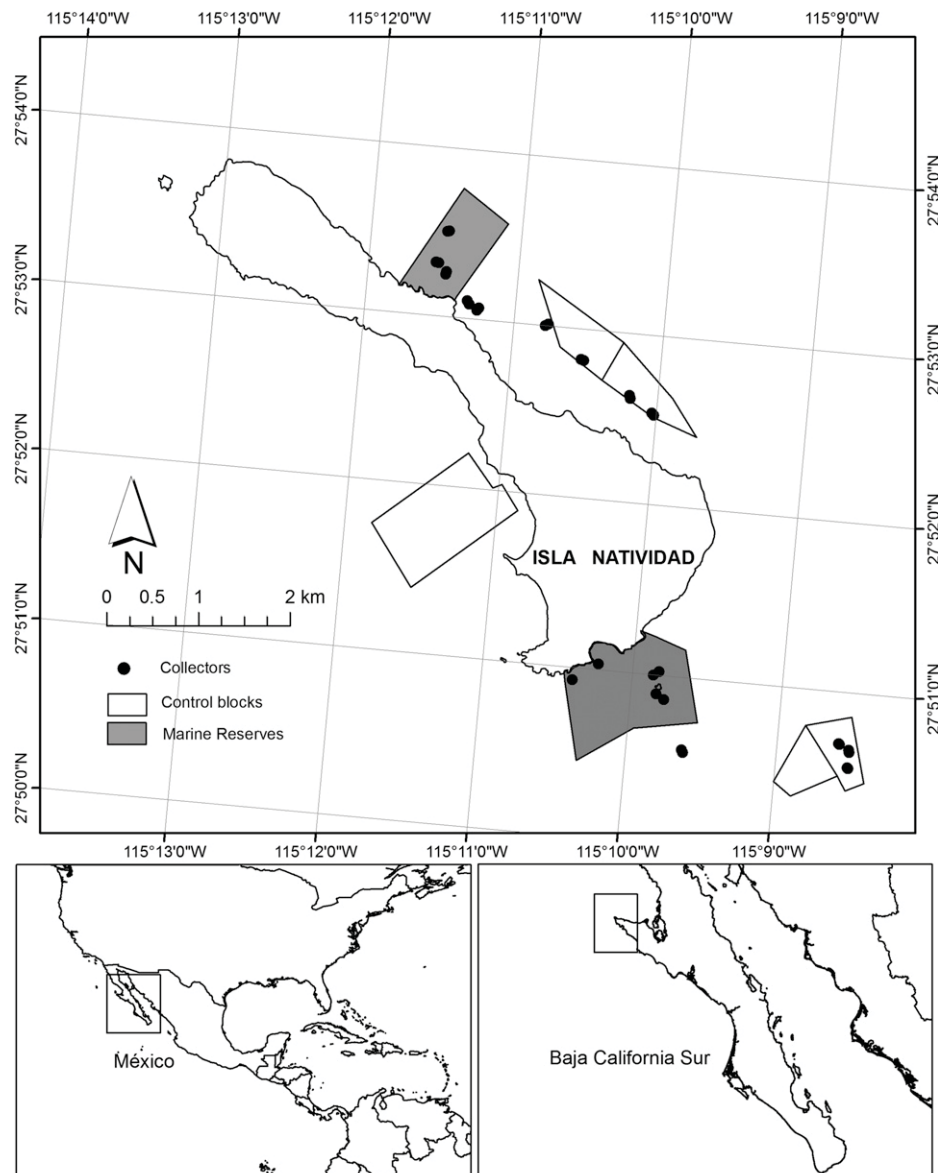 115°14'0"W 115°13'0"W 115°12'0"W 115°11'0"W 115°10'0"W 115°9'0"W
27°54'0"N
27°54'0"N
27°53'0"N
27°53'0"N
27°52'0"N
27°52'0"N
27°51'0"N
27°51'0"N
27°50'0"N
ISLA NATIVIDAD
N
0 0.5 1 2 km
Collectors
Control blocks
Marine Reserves
115°13'0"W 115°12'0"W 115°11'0"W 115°10'0"W 115°9'0"W
México
Baja California Sur